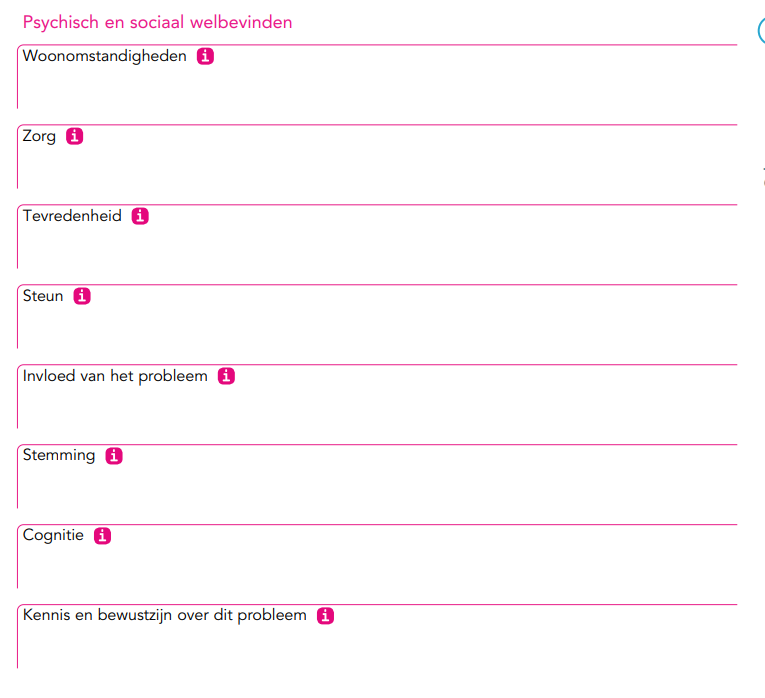 Psychisch en sociaal welbevinden
Woonomstandigheden i
Zorg i
Tevredenheid i
Steun i
Invloed van het probleem i
Stemming i
Cognitie i
Kennis en bewustzijn over dit probleem i